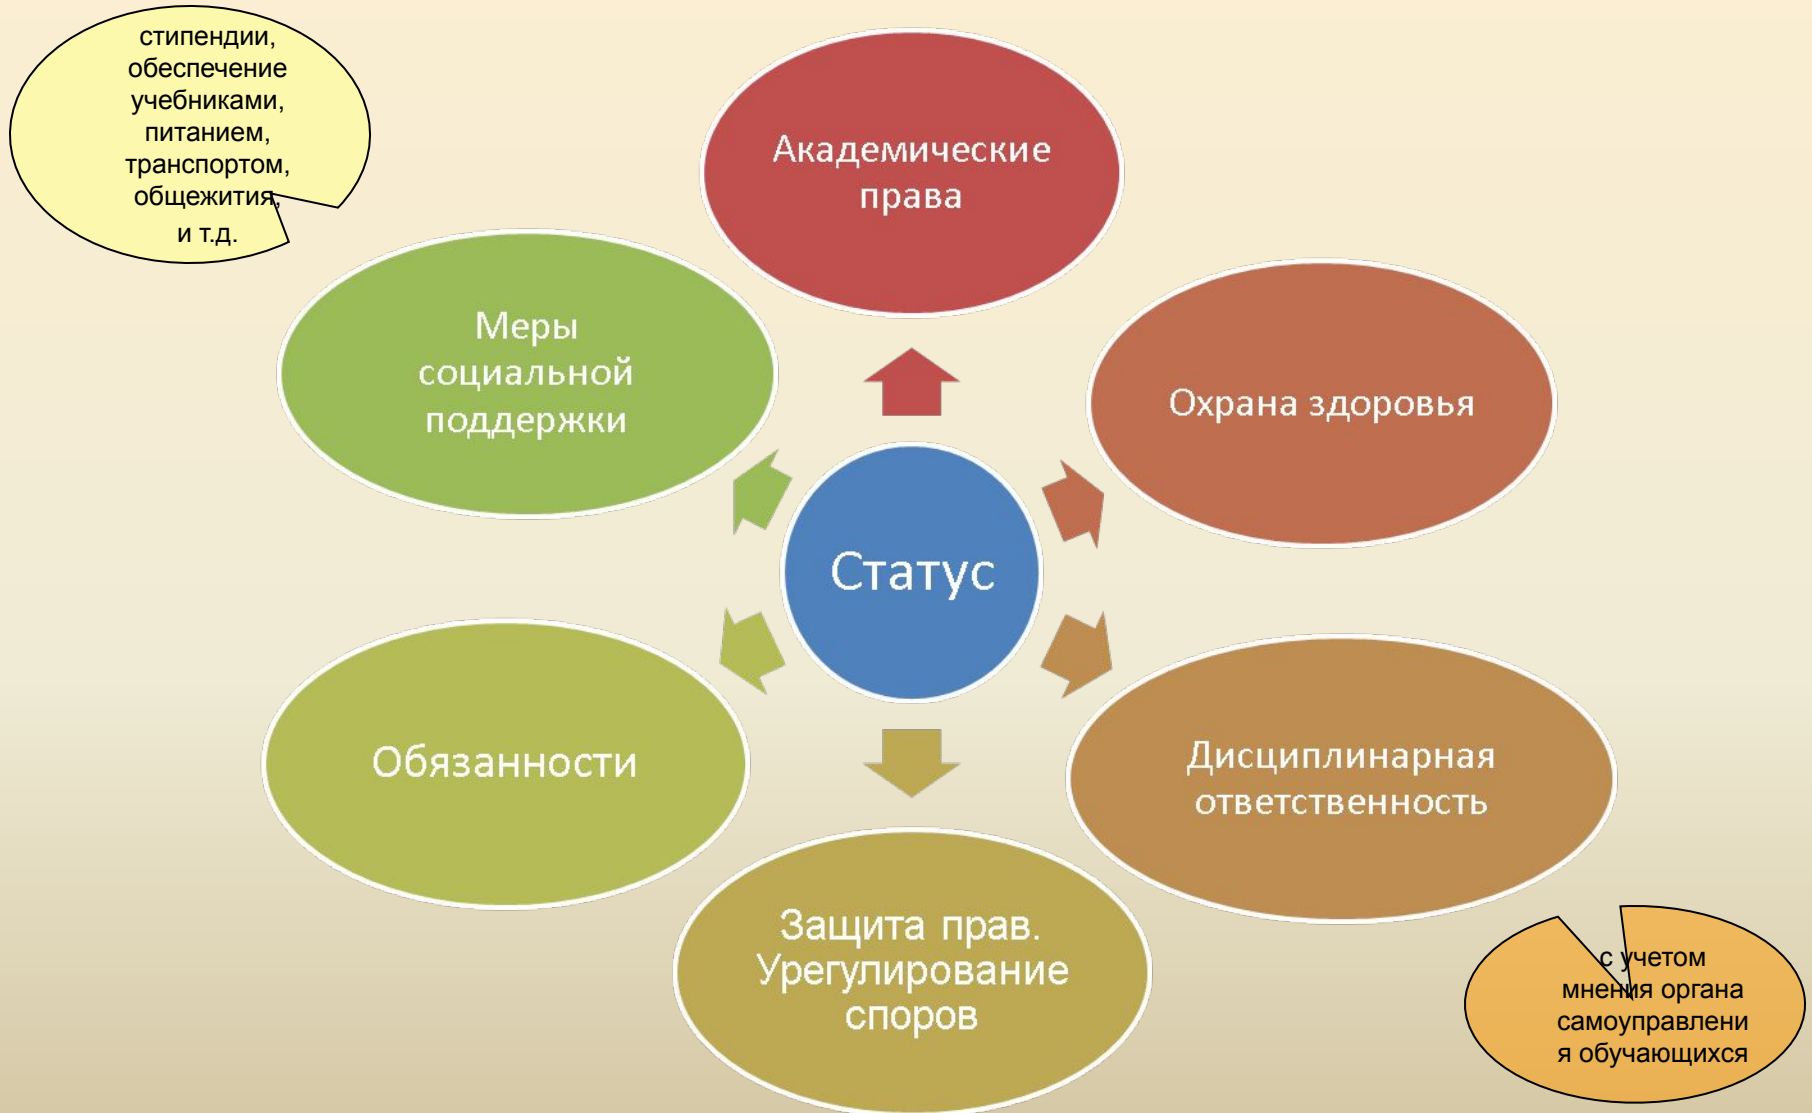 стипендии,
обеспечение
учебниками,
питанием,
транспортом,
общежития,
и т.д.
Академические
права
Меры
социальной
поддержки
Охрана здоровья
Статус
Обязанности
Дисциплинарная
ответственность
Защита прав.
Урегулирование
споров
с учетом
мнения органа
самоуправлени
я обучающихся